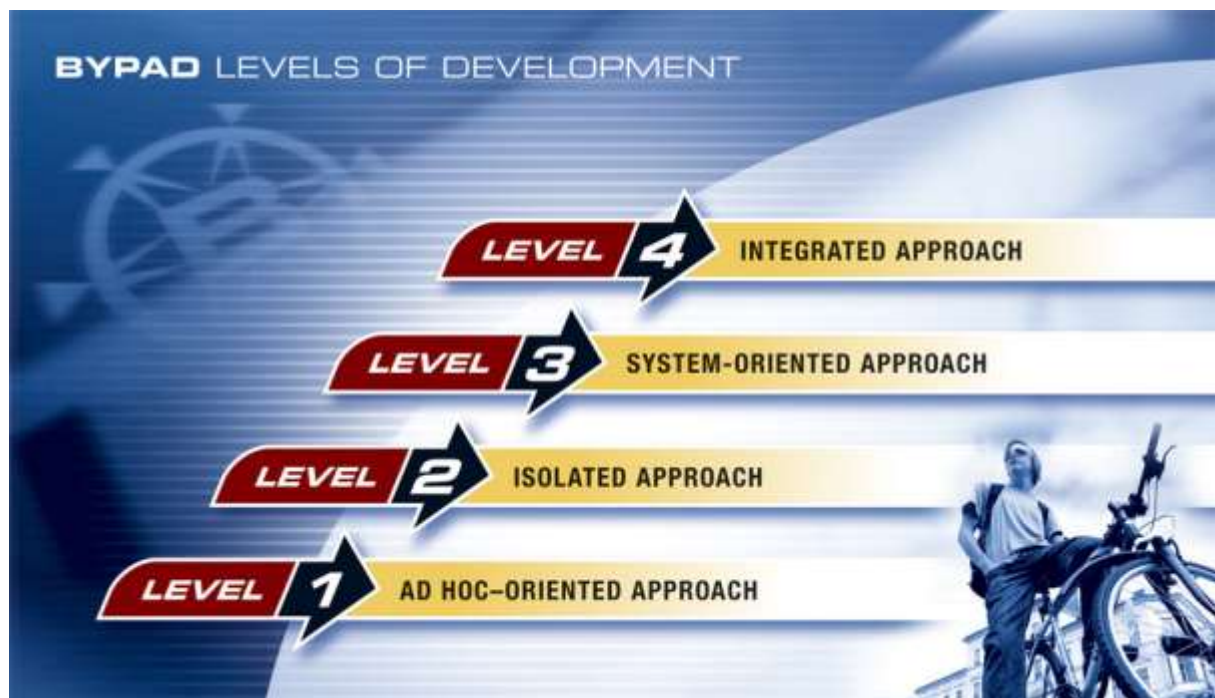 BYPAD LEVELS OF DEVELOPMENT
LEVEL 4 INTEGRATED APPROACH
LEVEL 3 SYSTEM-ORIENTED APPROACH
LEVEL 2 ISOLATED APPROACH
LEVEL 1 AD HOC–ORIENTED APPROACH